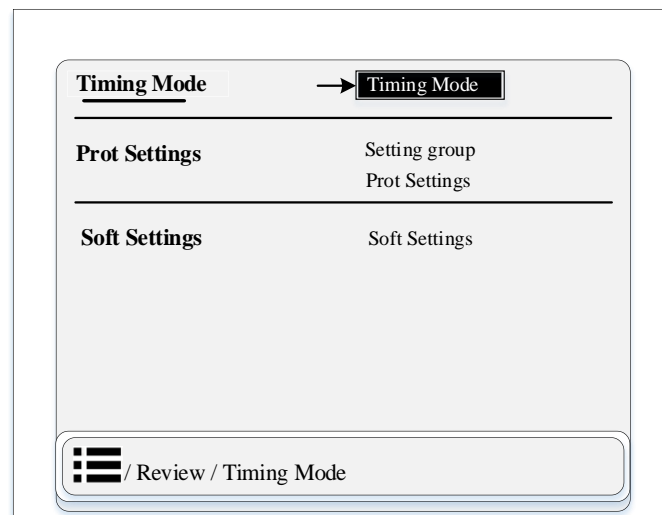 Timing Mode Timing Mode
Prot Settings Setting group
Prot Settings
Soft Settings Soft Settings
/ Review / Timing Mode